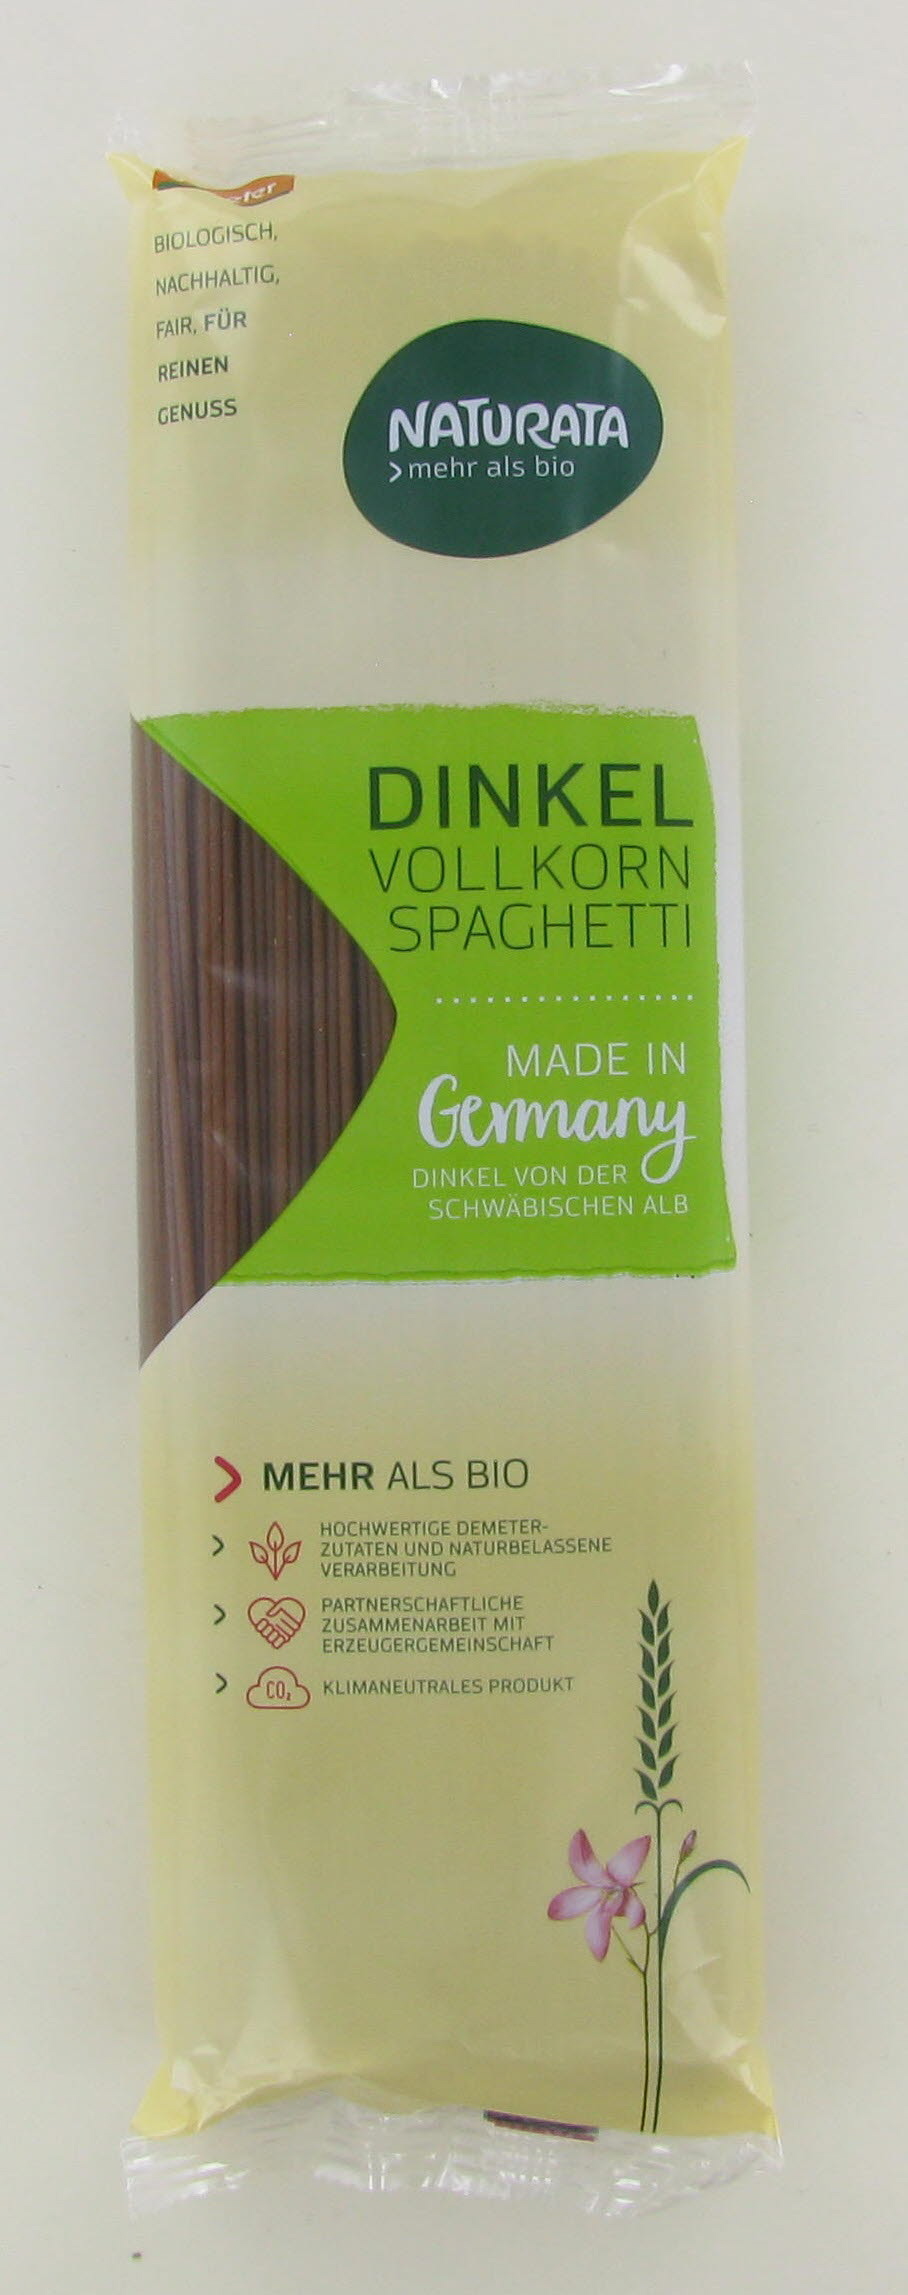 BIOLOGISCH,
NACHHALTIG,
FAIR, FÜR
REINEN
GENUSS
NATURATA
>mehr als bio
DINKEL
VOLLKORN
SPAGHETTI
MADE IN
Germany
DINKEL VON DER
SCHWÄBISCHEN ALB
MEHR ALS BIO
HOCHWERTIGE DEMETER-
ZUTATEN UND NATURBELASSENE
VERARBEITUNG
PARTNERSCHAFTLICHE
ZUSAMMENARBEIT MIT
ERZEUGERGEMEINSCHAFT
CO₂
KLIMANEUTRALES PRODUKT